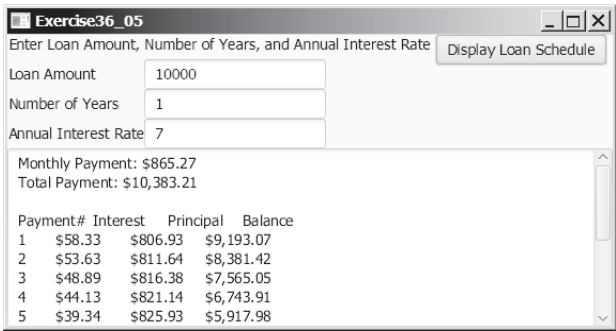 Exercise36_05
Enter Loan Amount, Number of Years, and Annual Interest Rate Display Loan Schedule
Loan Amount 10000
Number of Years 1
Annual Interest Rate 7
Monthly Payment: $865.27
Total Payment: $10,383.21
Payment# Interest Principal Balance
1 $58.33 $806.93 $9,193.07
2 $53.63 $811.64 $8,381.42
3 $48.89 $816.38 $7,565.05
4 $44.13 $821.14 $6,743.91
5 $39.34 $825.93 $5,917.98